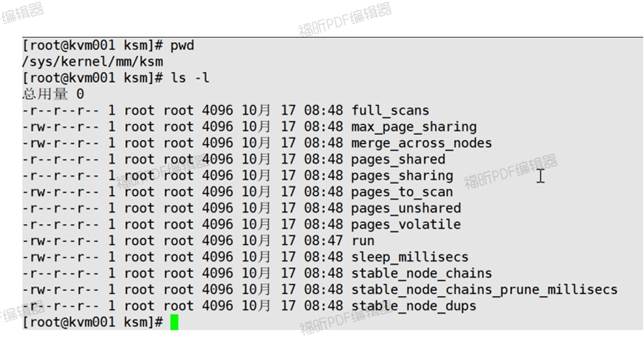 福昕PDF编辑器
福昕PDF编辑器
[root@kvm001 ksm]# pwd
/sys/kernel/mm/ksm
[root@kvm001 ksm]# ls -l
总用量 0
-r--r--r-- 1 root root 4096 10月 17 08:48 full_scans
-rw-r--r-- 1 root root 4096 10月 17 08:48 max_page_sharing
-rw-r--r-- 1 root root 4096 10月 17 08:48 merge_across_nodes
-r--r--r-- 1 root root 4096 10月 17 08:48 pages_shared
-r--r--r-- 1 root root 4096 10月 17 08:48 pages_sharing
-rw-r--r-- 1 root root 4096 10月 17 08:48 pages_to_scan
-r--r--r-- 1 root root 4096 10月 17 08:48 pages_unshared
-r--r--r-- 1 root root 4096 10月 17 08:48 pages_volatile
-rw-r--r-- 1 root root 4096 10月 17 08:47 run
-rw-r--r-- 1 root root 4096 10月 17 08:48 sleep_millisecs
-r--r--r-- 1 root root 4096 10月 17 08:48 stable_node_chains
-rw-r--r-- 1 root root 4096 10月 17 08:48 stable_node_chains_prune_millisecs
-r--r--r-- 1 root root 4096 10月 17 08:48 stable_node_dups
[root@kvm001 ksm]#
福昕PDF编辑器
福昕PDF编辑器
编辑器
福昕PDF编辑器